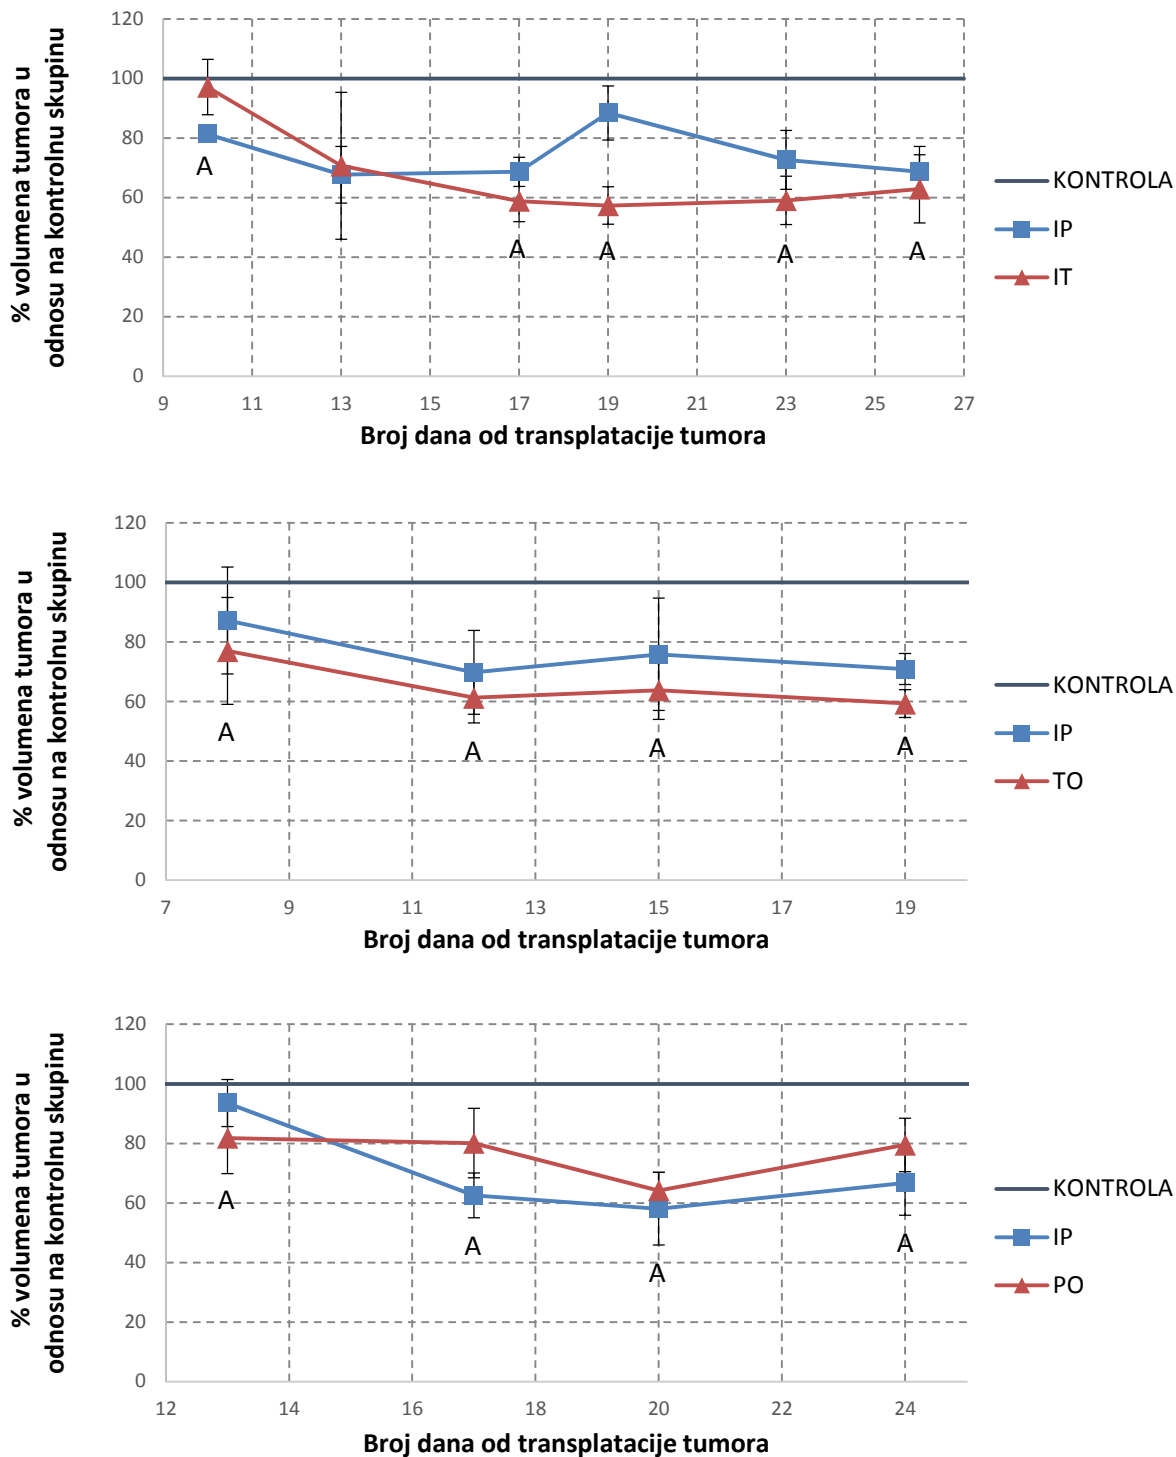 % volumena tumora u
odnosu na kontrolnu skupinu
120
100
80
60
40
20
0
A
A
A
A
A
9 11 13 15 17 19 21 23 25 27
Broj dana od transplatacije tumora
KONTROLA
IP
IT
% volumena tumora u
odnosu na kontrolnu skupinu
120
100
80
60
40
20
0
A
A
A
A
7 9 11 13 15 17 19
Broj dana od transplatacije tumora
KONTROLA
IP
TO
% volumena tumora u
odnosu na kontrolnu skupinu
120
100
80
60
40
20
0
A
A
A
A
12 14 16 18 20 22 24
Broj dana od transplatacije tumora
KONTROLA
IP
PO